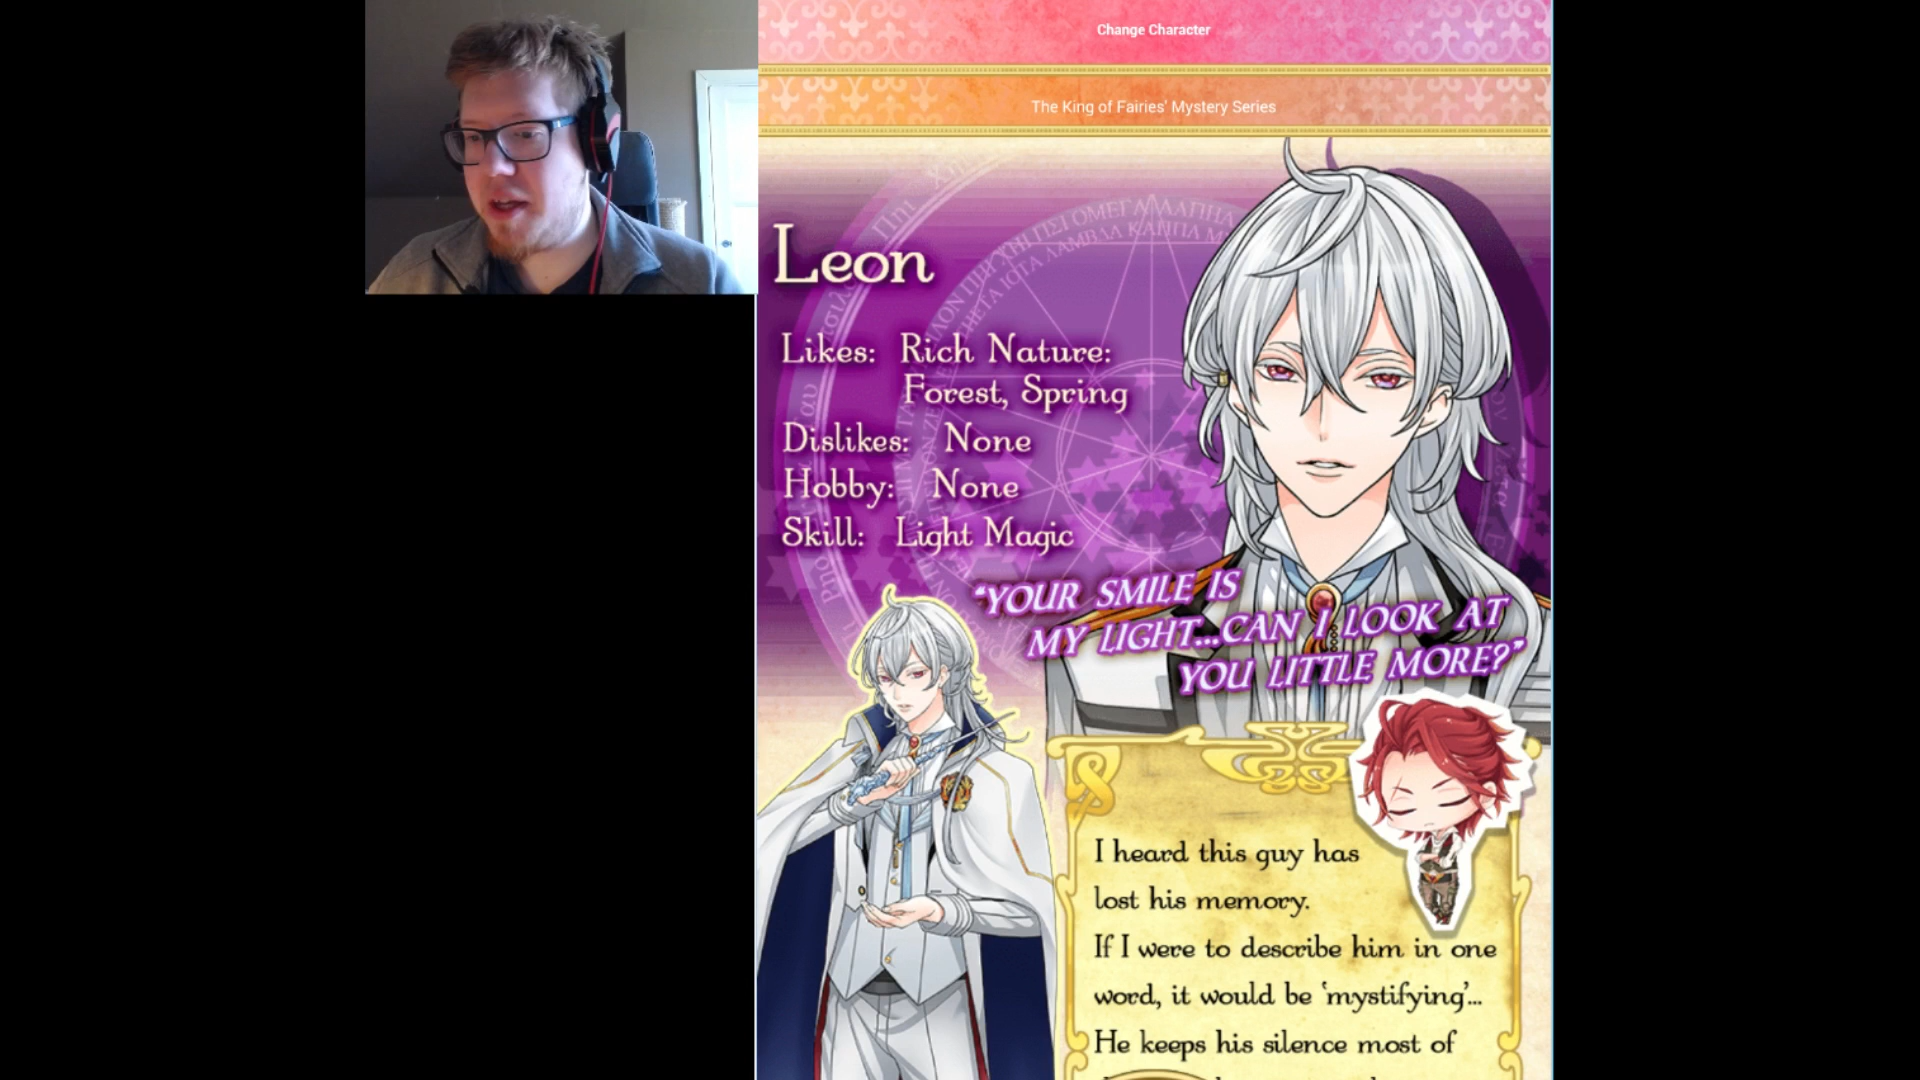 Change Character
The King of Fairies' Mystery Series
Leon
Likes: Rich Nature:
Forest, Spring
Dislikes: None
Hobby: None
Skill: Light Magic
"YOUR SMILE IS
MY LIGHT...CAN I LOOK AT
YOU LITTLE MORE?"
I heard this guy has
lost his memory.
If I were to describe him in one
word, it would be 'mystifying'...
He keeps his silence most of